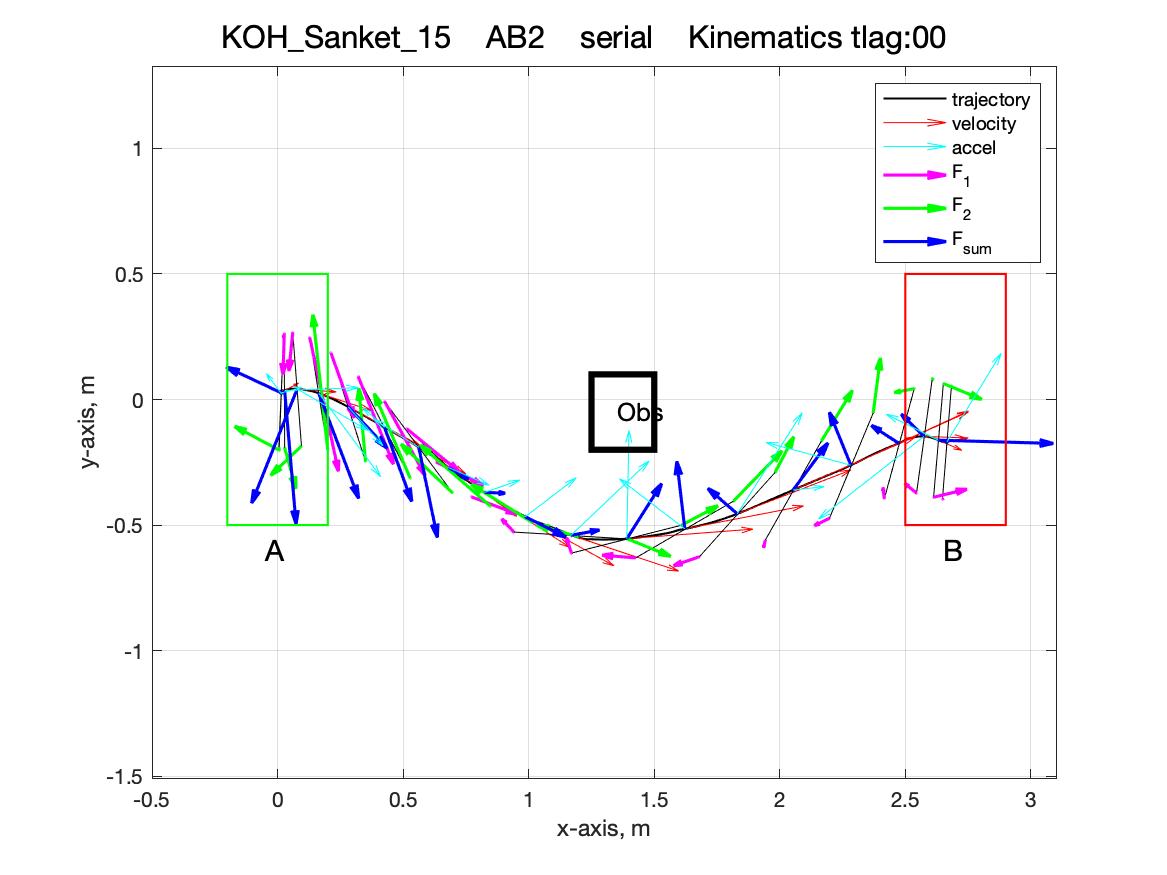 KOH_Sanket_15 AB2 serial Kinematics tlag:00
trajectory
velocity
accel
F1
F2
Fsum
1
0.5
0
-0.5
-1
-1.5
y-axis, m
Obs
A
B
-0.5 0 0.5 1 1.5 2 2.5 3
x-axis, m